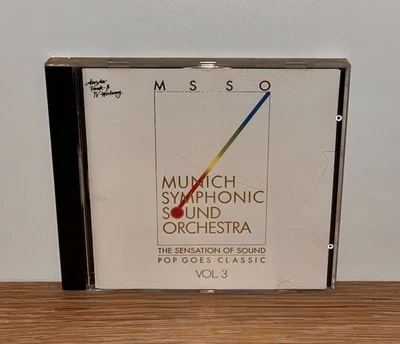 M S S O
MUNICH
SYMPHONIC
SOUND
ORCHESTRA
THE SENSATION OF SOUND
POP GOES CLASSIC
VOL. 3